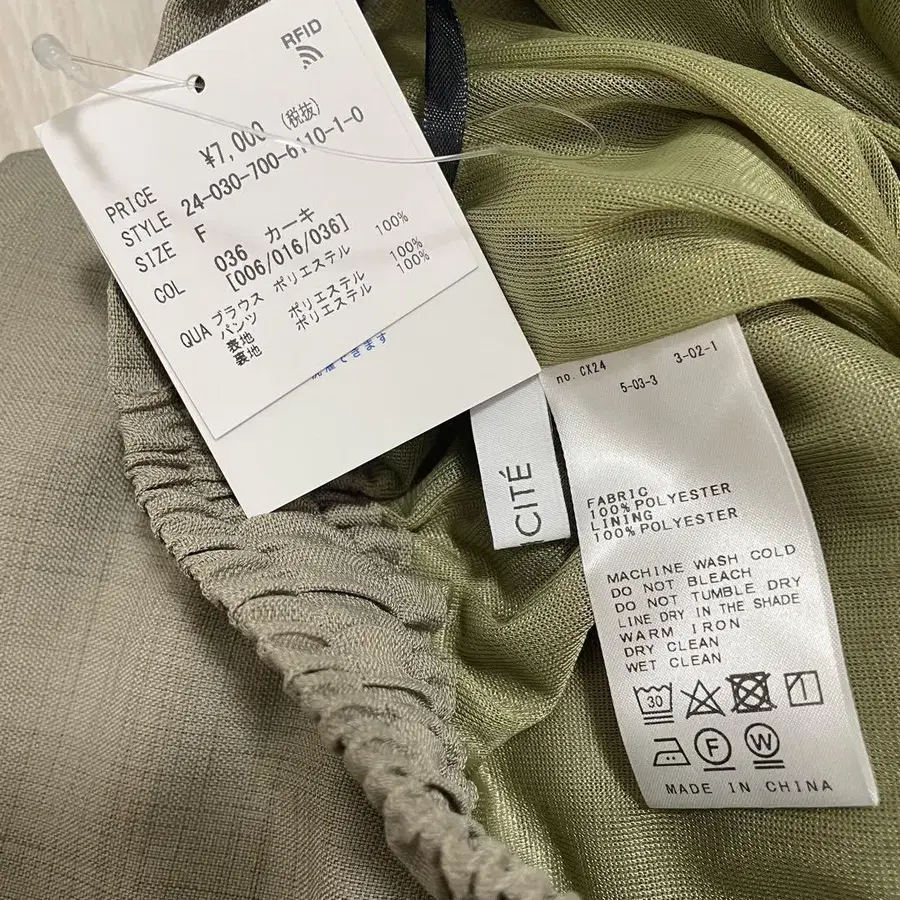 RFID
PRICE ¥7,000 (税抜)
STYLE 24-030-700-6110-1-0
SIZE F
COL 036 カーキ
[006/016/036]
QUA ブラウス ポリエステル 100%
パンツ
表地 ポリエステル 100%
裏地 ポリエステル 100%
できます
CITÉ
no. CX24 3-02-1
5-03-3
FABRIC
100% POLYESTER
LINING
100% POLYESTER
MACHINE WASH COLD
DO NOT BLEACH
DO NOT TUMBLE DRY
LINE DRY IN THE SHADE
WARM IRON
DRY CLEAN
WET CLEAN
30
F W
MADE IN CHINA